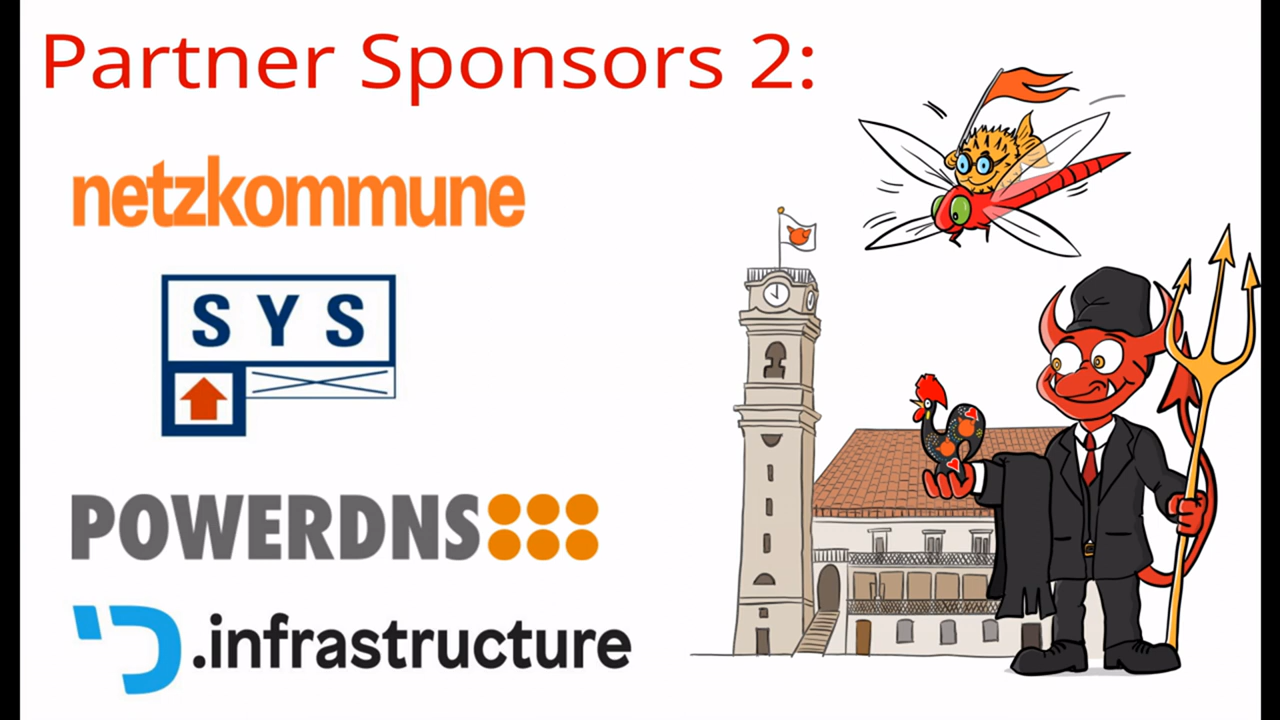 Partner Sponsors 2:
netzkommune
SYS
POWERDNS
.infrastructure